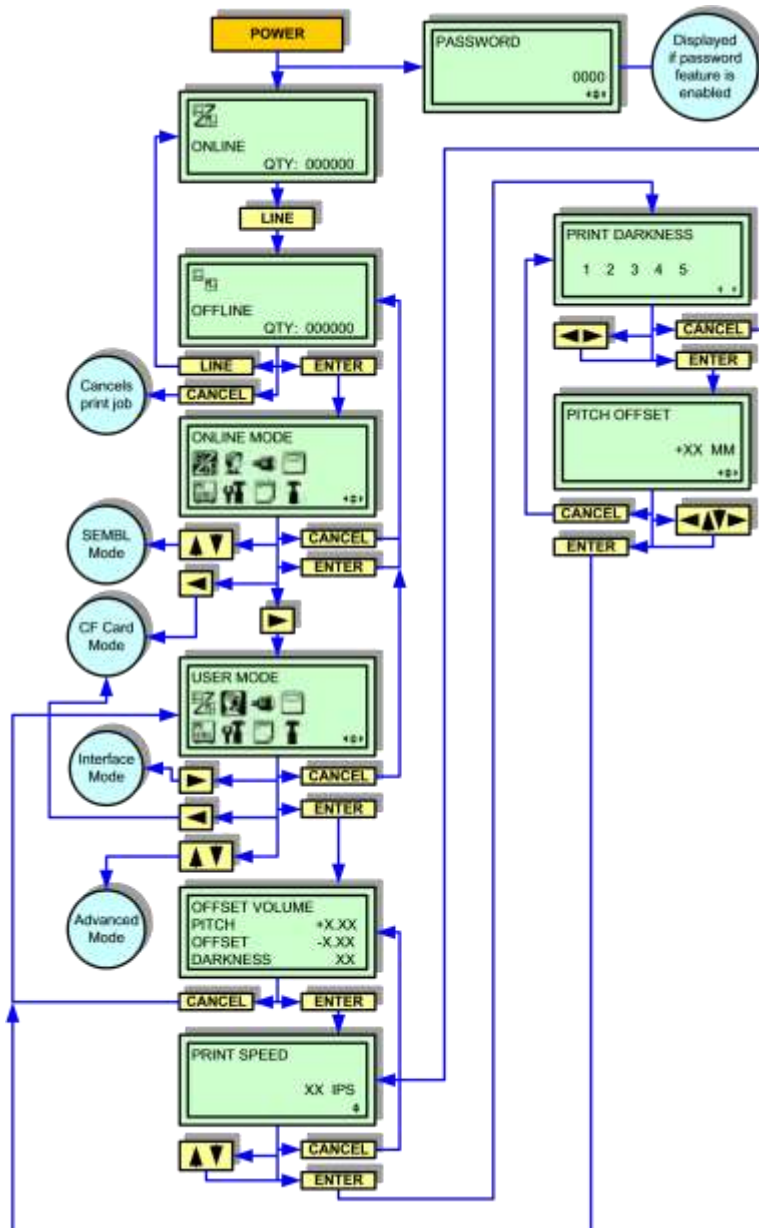 POWER
PASSWORD
0000
Displayed
if password
feature is
enabled
ONLINE
QTY: 000000
LINE
OFFLINE
QTY: 000000
LINE
ENTER
CANCEL
Cancels
print job
ONLINE MODE
SEMBL
Mode
CANCEL
ENTER
CF Card
Mode
USER MODE
Interface
Mode
CANCEL
ENTER
Advanced
Mode
OFFSET VOLUME
PITCH +X.XX
OFFSET -X.XX
DARKNESS XX
CANCEL
ENTER
PRINT SPEED
XX IPS
CANCEL
ENTER
PRINT DARKNESS
1 2 3 4 5
CANCEL
ENTER
PITCH OFFSET
+XX MM
CANCEL
ENTER